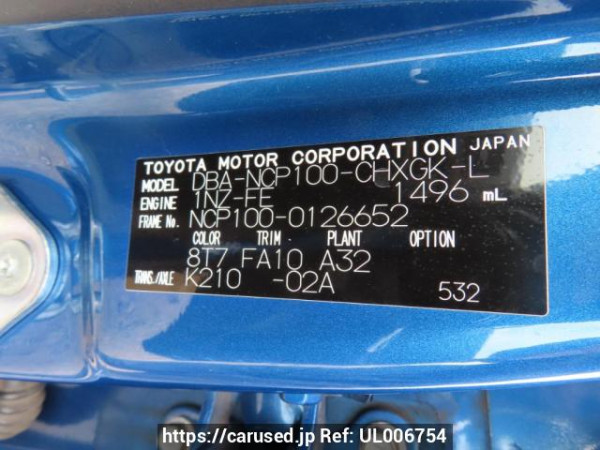 TOYOTA MOTOR CORPORATION JAPAN
MODEL DBA-NCP100-CHXGK-L
ENGINE 1NZ-FE 1496 mL
FRAME No. NCP100-0126652
COLOR TRIM PLANT OPTION
8T7 FA10 A32
TRANS./AXLE K210 -02A
532
https://carused.jp Ref: UL006754